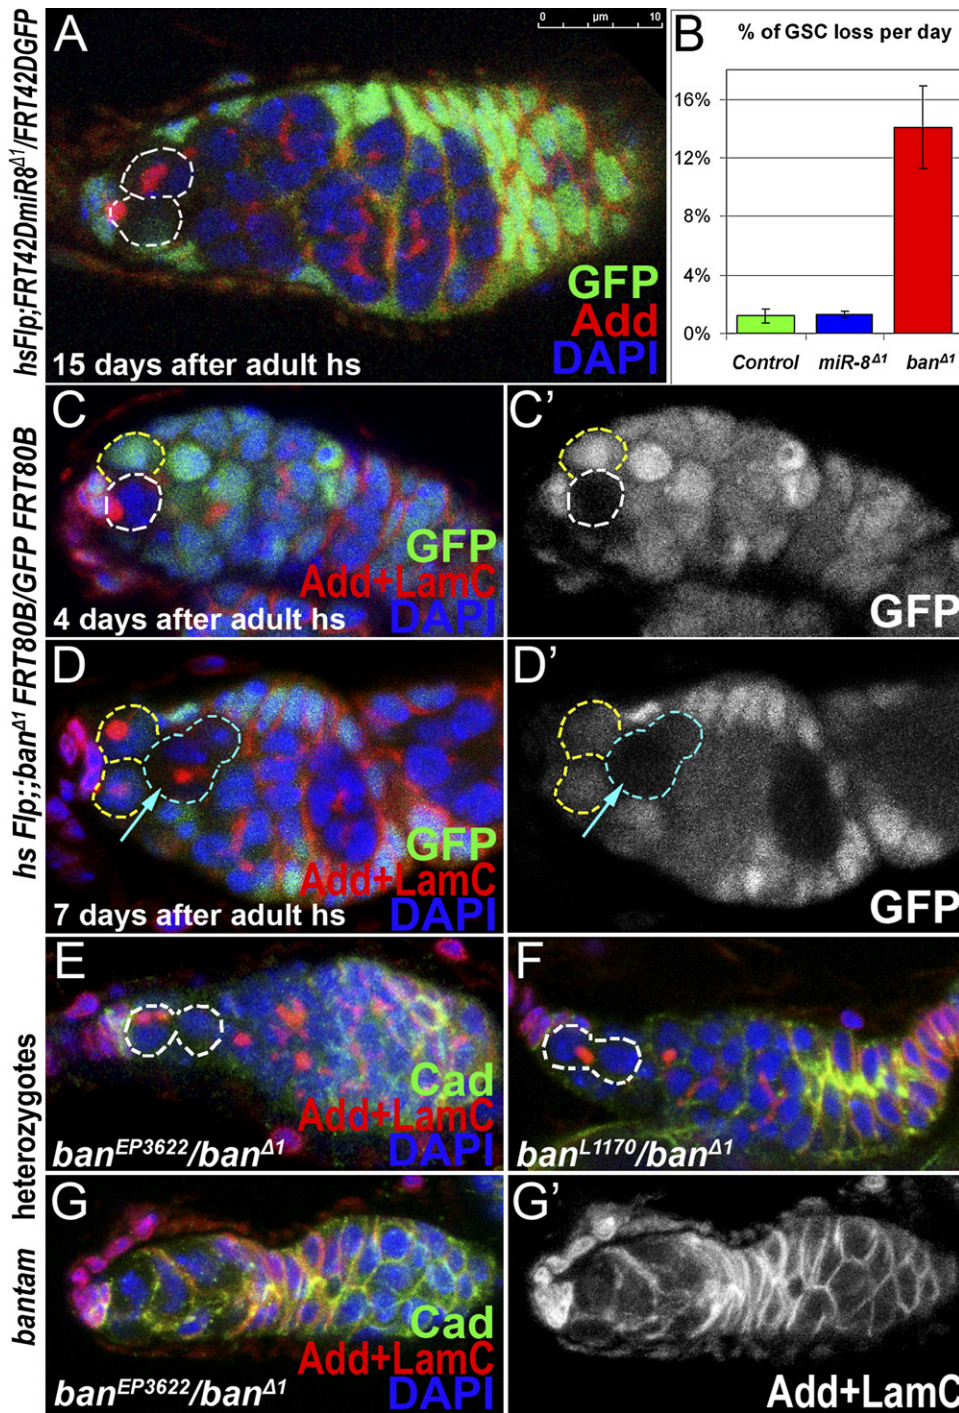 hsFlp;FRT42DmiR8Δ1/FRT42DGFP
A
0 µm 10
GFP
Add
DAPI
15 days after adult hs
B
% of GSC loss per day
16%
12%
8%
4%
0%
Control miR-8Δ1 banΔ1
hs Flp;;banΔ1 FRT80B/GFP FRT80B
C
GFP
Add+LamC
4 days after adult hs DAPI
C'
GFP
D
GFP
Add+LamC
7 days after adult hs DAPI
D'
GFP
bantam heterozygotes
E
Cad
Add+LamC
banEP3622/banΔ1 DAPI
F
banL1170/banΔ1
G
Cad
Add+LamC
banEP3622/banΔ1 DAPI
G'
Add+LamC